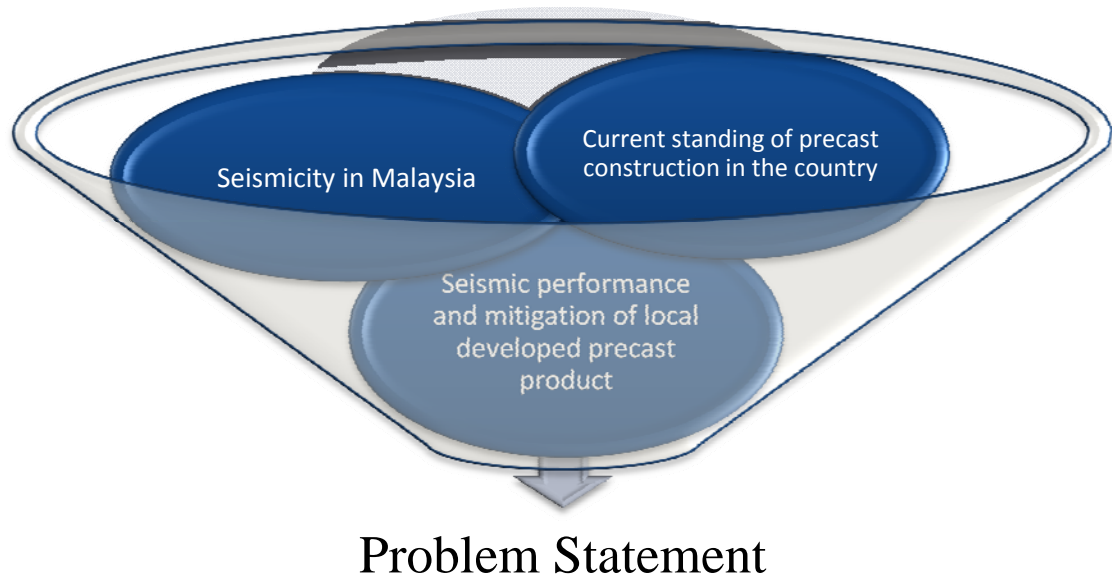 Current standing of precast
construction in the country
Seismicity in Malaysia
Seismic performance
and mitigation of local
developed precast
product
Problem Statement